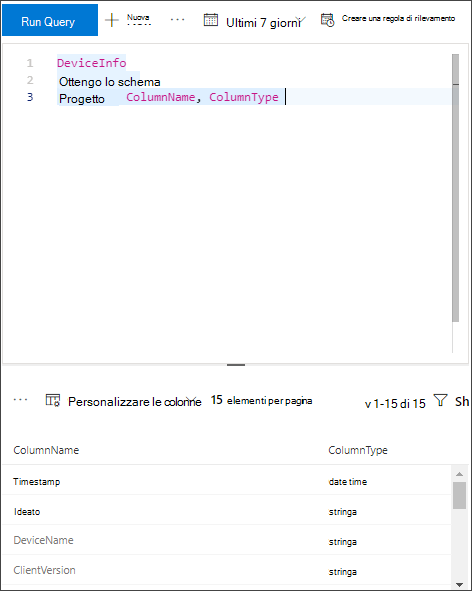 Run Query Nuova ... Ultimi 7 giorni Creare una regola di rilevamento
1 DeviceInfo
2 Ottengo lo schema
3 Progetto ColumnName, ColumnType
... Personalizzare le colonne 15 elementi per pagina v 1-15 di 15 Sh
ColumnName ColumnType
Timestamp date time
Ideato stringa
DeviceName stringa
ClientVersion stringa